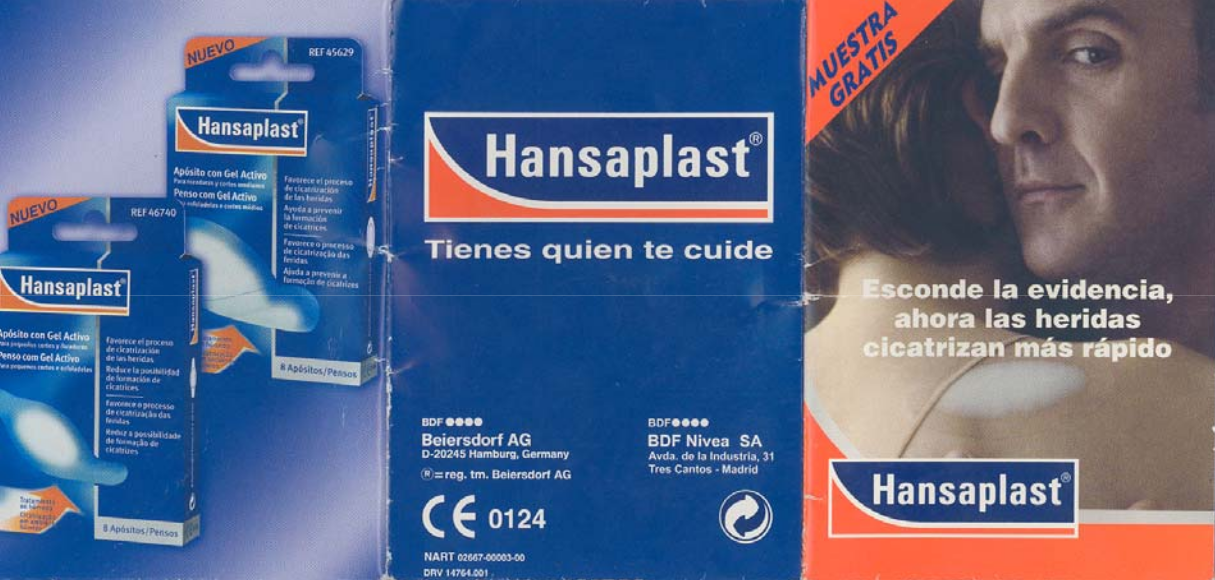 NUEVO
REF 45629
Hansaplast®
Apósito con Gel Activo
Para rozaduras y cortes medianos
Penso com Gel Activo
Favorece el proceso
de cicatrización
de las heridas
Ayuda a prevenir
la formación
de cicatrices
Favorece o processo
de cicatrização das
feridas
Ajuda a prevenir a
formação de cicatrizes
Hansaplast
8 Apósitos/Pensos
NUEVO
REF 46740
Hansaplast®
Apósito con Gel Activo
Penso com Gel Activo
Favorece el proceso
de cicatrización
de las heridas
Reduce la posibilidad
de formación de
cicatrices
Favorece o processo
de cicatrização das
feridas
Reduz a possibilidade
de formação de
cicatrizes
Hansaplast
8 Apósitos/Pensos
Hansaplast®
Tienes quien te cuide
BDF ●●●●
Beiersdorf AG
D-20245 Hamburg, Germany
®=reg. tm. Beiersdorf AG
CE 0124
NART 02667-00003-00
DRV 14764.001
BDF●●●●
BDF Nivea SA
Avda. de la Industria, 31
Tres Cantos - Madrid
MUESTRA
GRATIS
Esconde la evidencia,
ahora las heridas
cicatrizan más rápido
Hansaplast®